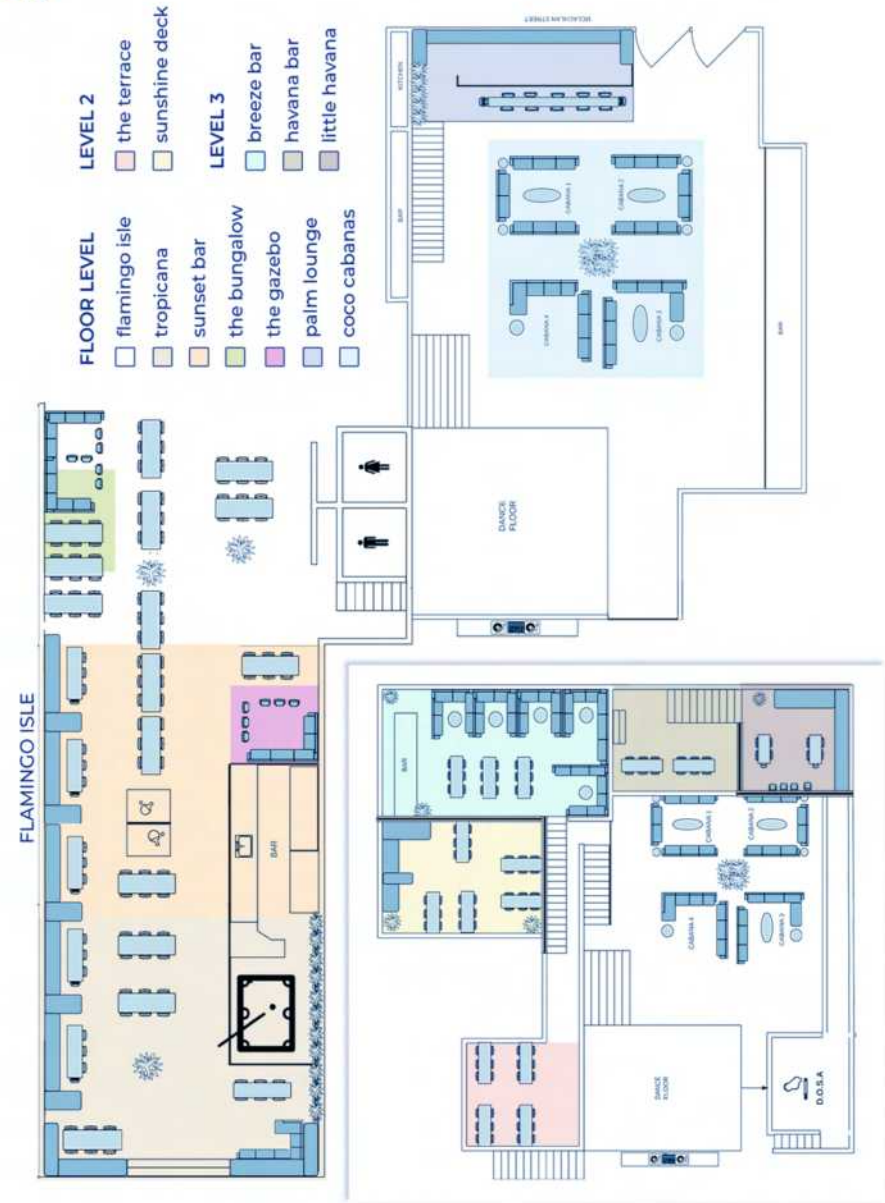 FLAMINGO ISLE
FLOOR LEVEL
flamingo isle
tropicana
sunset bar
the bungalow
the gazebo
palm lounge
coco cabanas
LEVEL 2
the terrace
sunshine deck
LEVEL 3
breeze bar
havana bar
little havana
BAR
DANCE
FLOOR
BAR
KITCHEN
MCLACHLAN STREET
CABANA 1
CABANA 2
CABANA 4
CABANA 3
BAR
BAR
CABANA 1
CABANA 2
CABANA 4
CABANA 3
DANCE
FLOOR
D.O.S.A